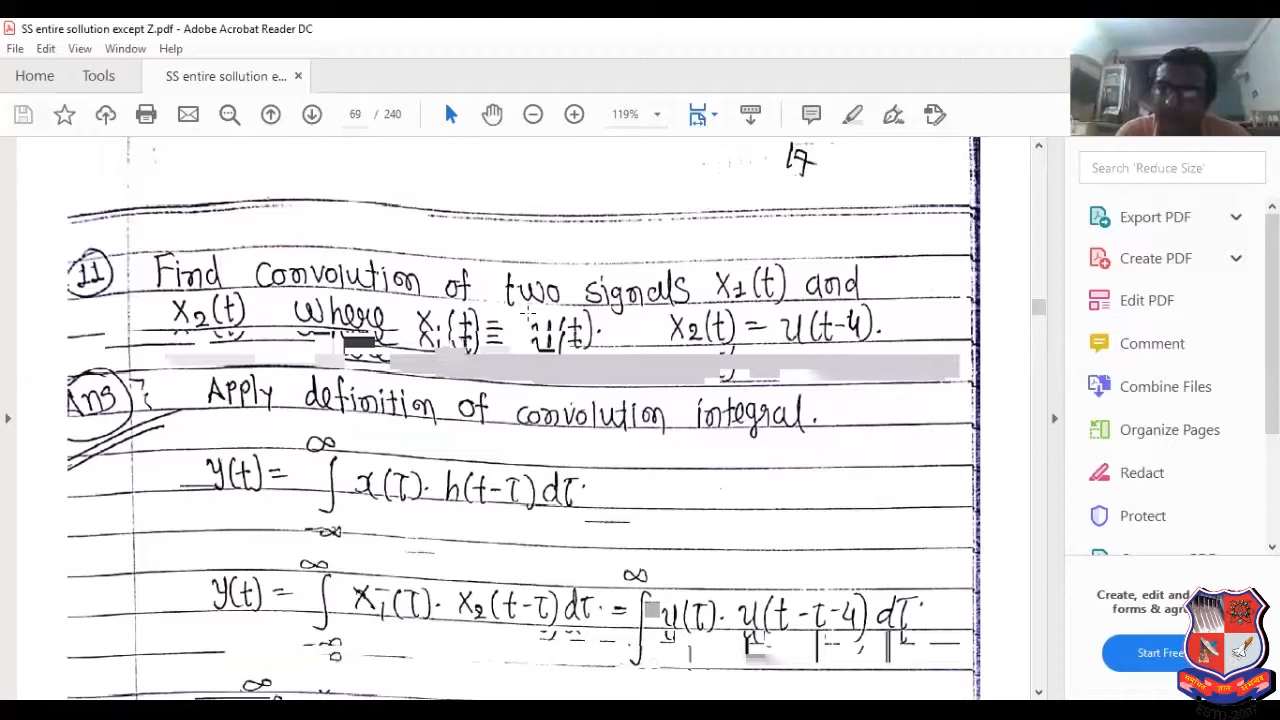 SS entire sollution except Z.pdf - Adobe Acrobat Reader DC
File Edit View Window Help
Home Tools SS entire sollution e... ×
69 / 240 119%
17
11 Find convolution of two signals x1(t) and
x2(t) where x1(t) = u(t). x2(t) = u(t-4).
Ans: Apply definition of convolution integral.
y(t) = ∫_{-∞}^{∞} x(τ). h(t-τ) dτ.
y(t) = ∫_{-∞}^{∞} x1(τ). x2(t-τ) dτ. = ∫^{∞} u(τ). u(t-τ-4) dτ.
∞
Search 'Reduce Size'
Export PDF
Create PDF
Edit PDF
Comment
Combine Files
Organize Pages
Redact
Protect
Create, edit and
forms & agr
Start Free